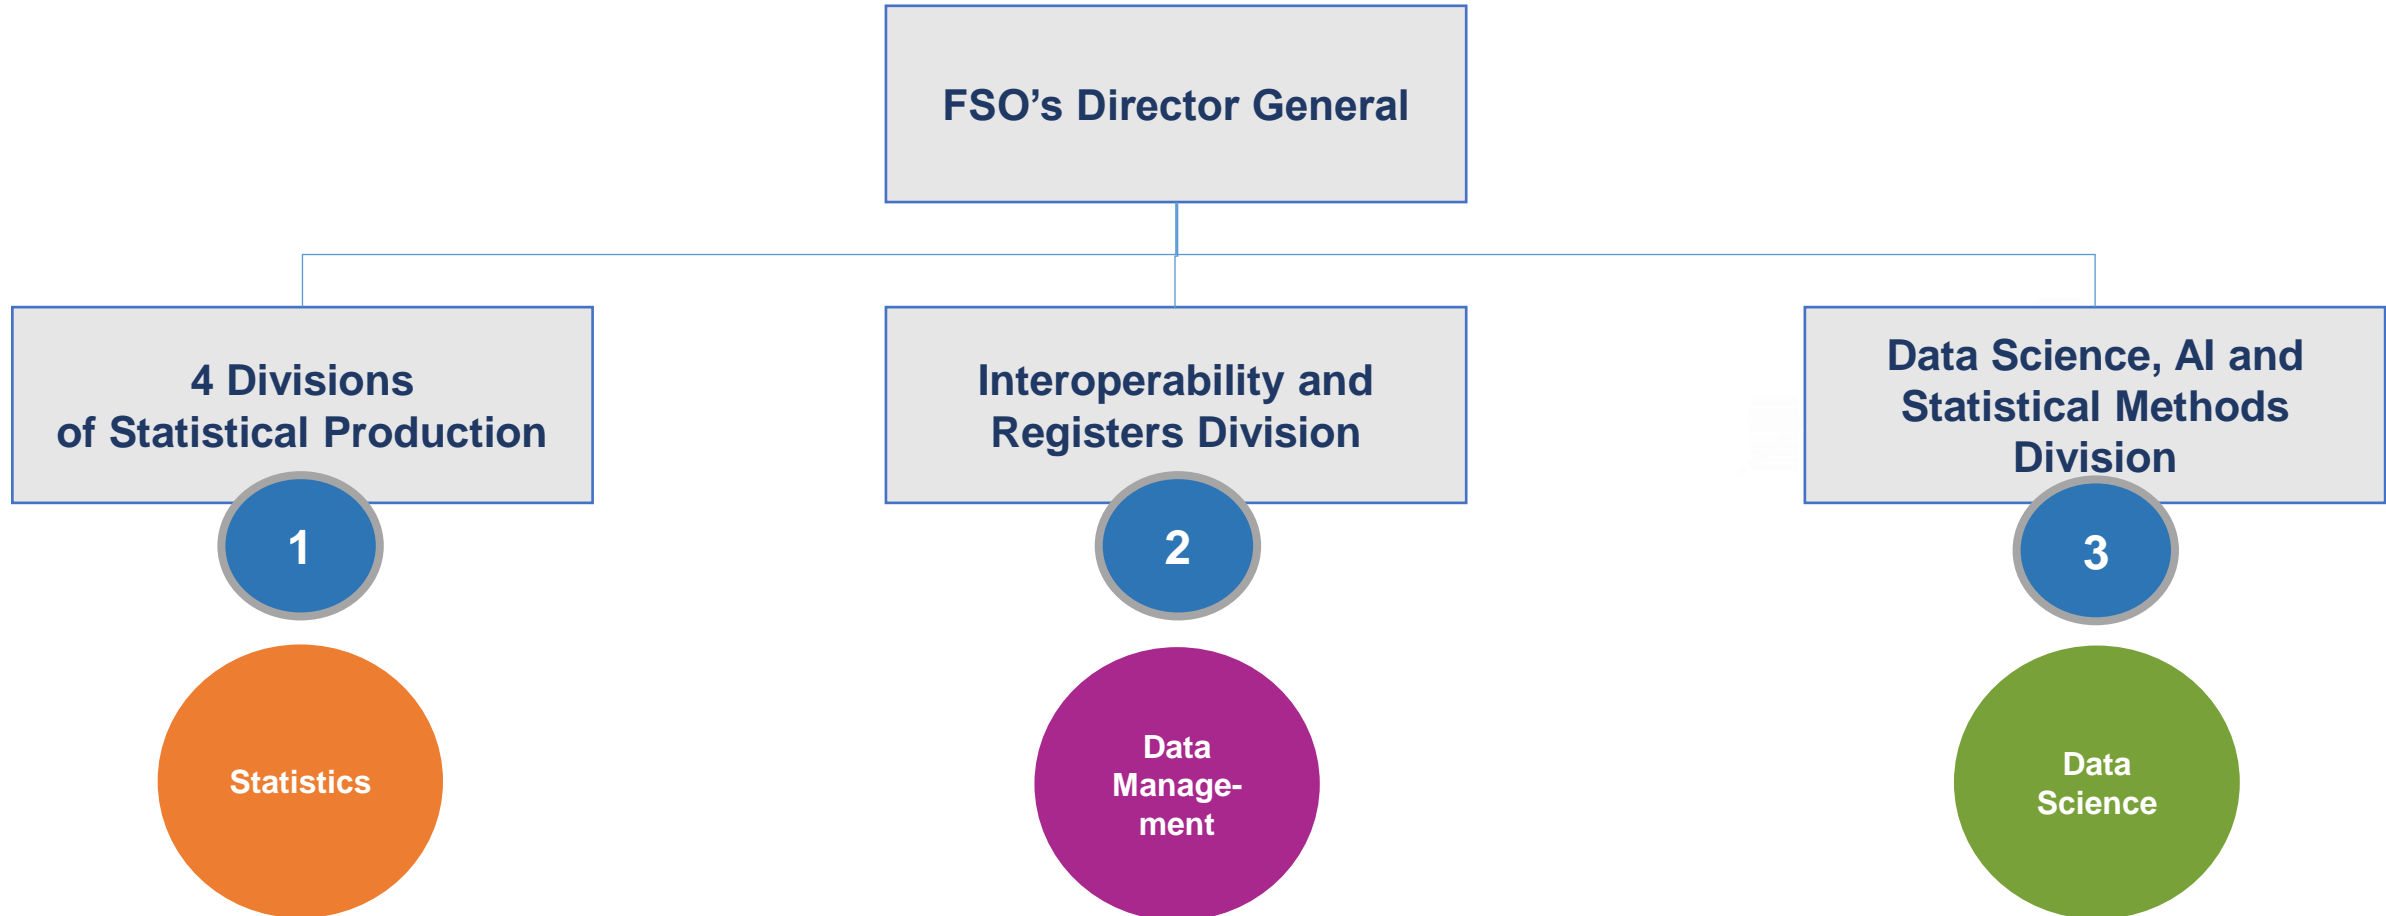 FSO’s Director General
4 Divisions
of Statistical Production
Interoperability and
Registers Division
Data Science, AI and
Statistical Methods
Division
1
2
3
Statistics
Data
Manage-
ment
Data
Science